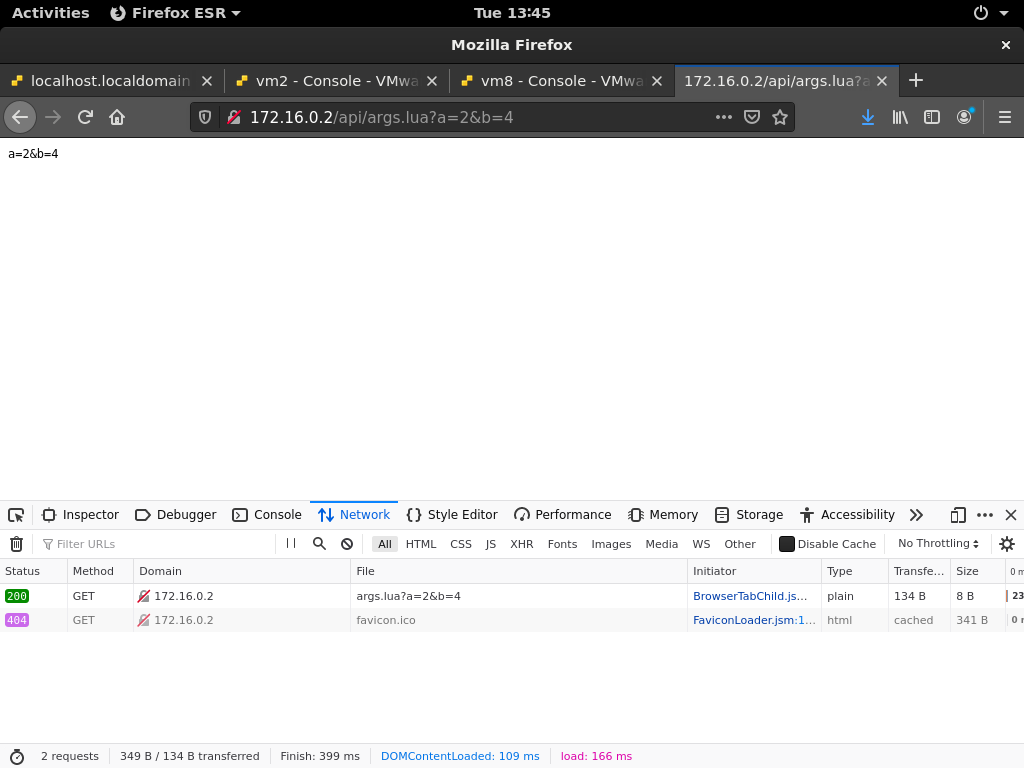 Activities Firefox ESR Tue 13:45
Mozilla Firefox
localhost.localdomain vm2 - Console - VMwa vm8 - Console - VMwa 172.16.0.2/api/args.lua?a
172.16.0.2/api/args.lua?a=2&b=4
a=2&b=4
Inspector Debugger Console Network Style Editor Performance Memory Storage Accessibility
Filter URLs All HTML CSS JS XHR Fonts Images Media WS Other Disable Cache No Throttling
Status Method Domain File Initiator Type Transfe... Size 0 m
200 GET 172.16.0.2 args.lua?a=2&b=4 BrowserTabChild.js... plain 134 B 8 B 23
404 GET 172.16.0.2 favicon.ico FaviconLoader.jsm:1... html cached 341 B 0 r
2 requests 349 B / 134 B transferred Finish: 399 ms DOMContentLoaded: 109 ms load: 166 ms